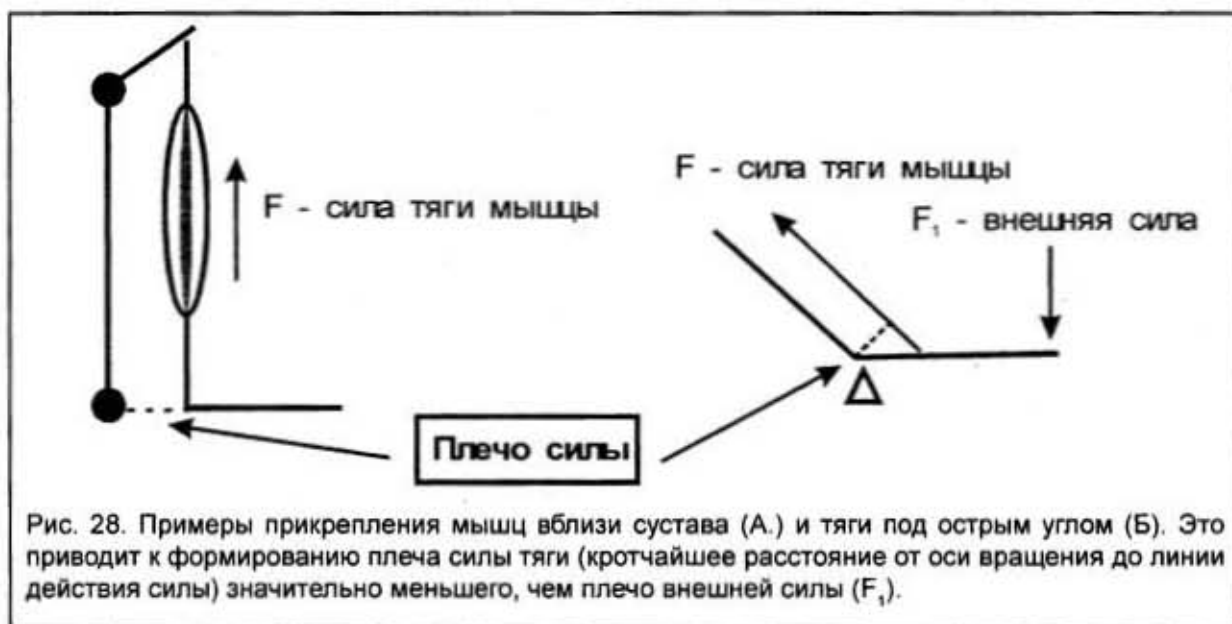 F - сила тяги мышцы
F - сила тяги мышцы
F₁ - внешняя сила
Плечо силы
Рис. 28. Примеры прикрепления мышц вблизи сустава (А.) и тяги под острым углом (Б). Это
приводит к формированию плеча силы тяги (кротчайшее расстояние от оси вращения до линии
действия силы) значительно меньшего, чем плечо внешней силы (F₁).